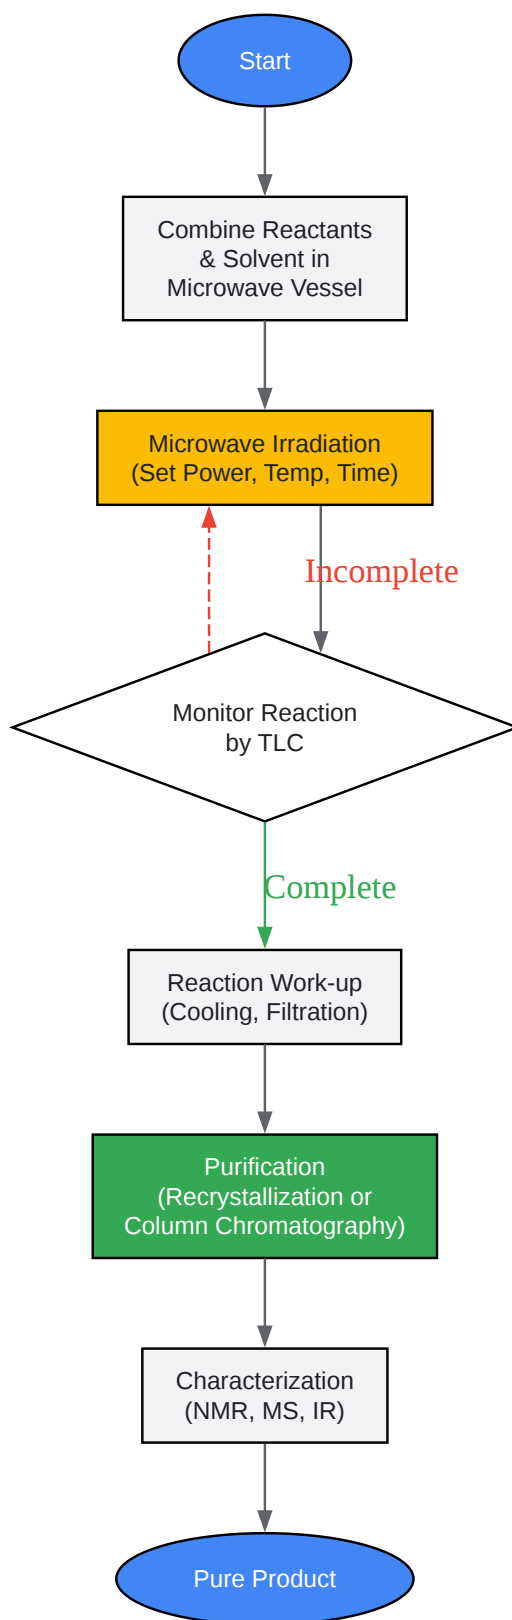 Start
Combine Reactants
& Solvent in
Microwave Vessel
Microwave Irradiation
(Set Power, Temp, Time)
Incomplete
Monitor Reaction
by TLC
Complete
Reaction Work-up
(Cooling, Filtration)
Purification
(Recrystallization or
Column Chromatography)
Characterization
(NMR, MS, IR)
Pure Product